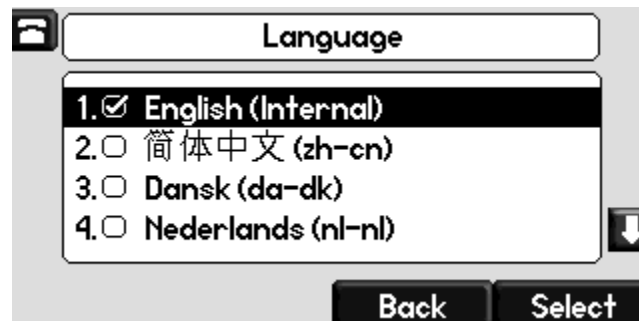 Language
1. English (Internal)
2. 简体中文 (zh-cn)
3. Dansk (da-dk)
4. Nederlands (nl-nl)
Back Select